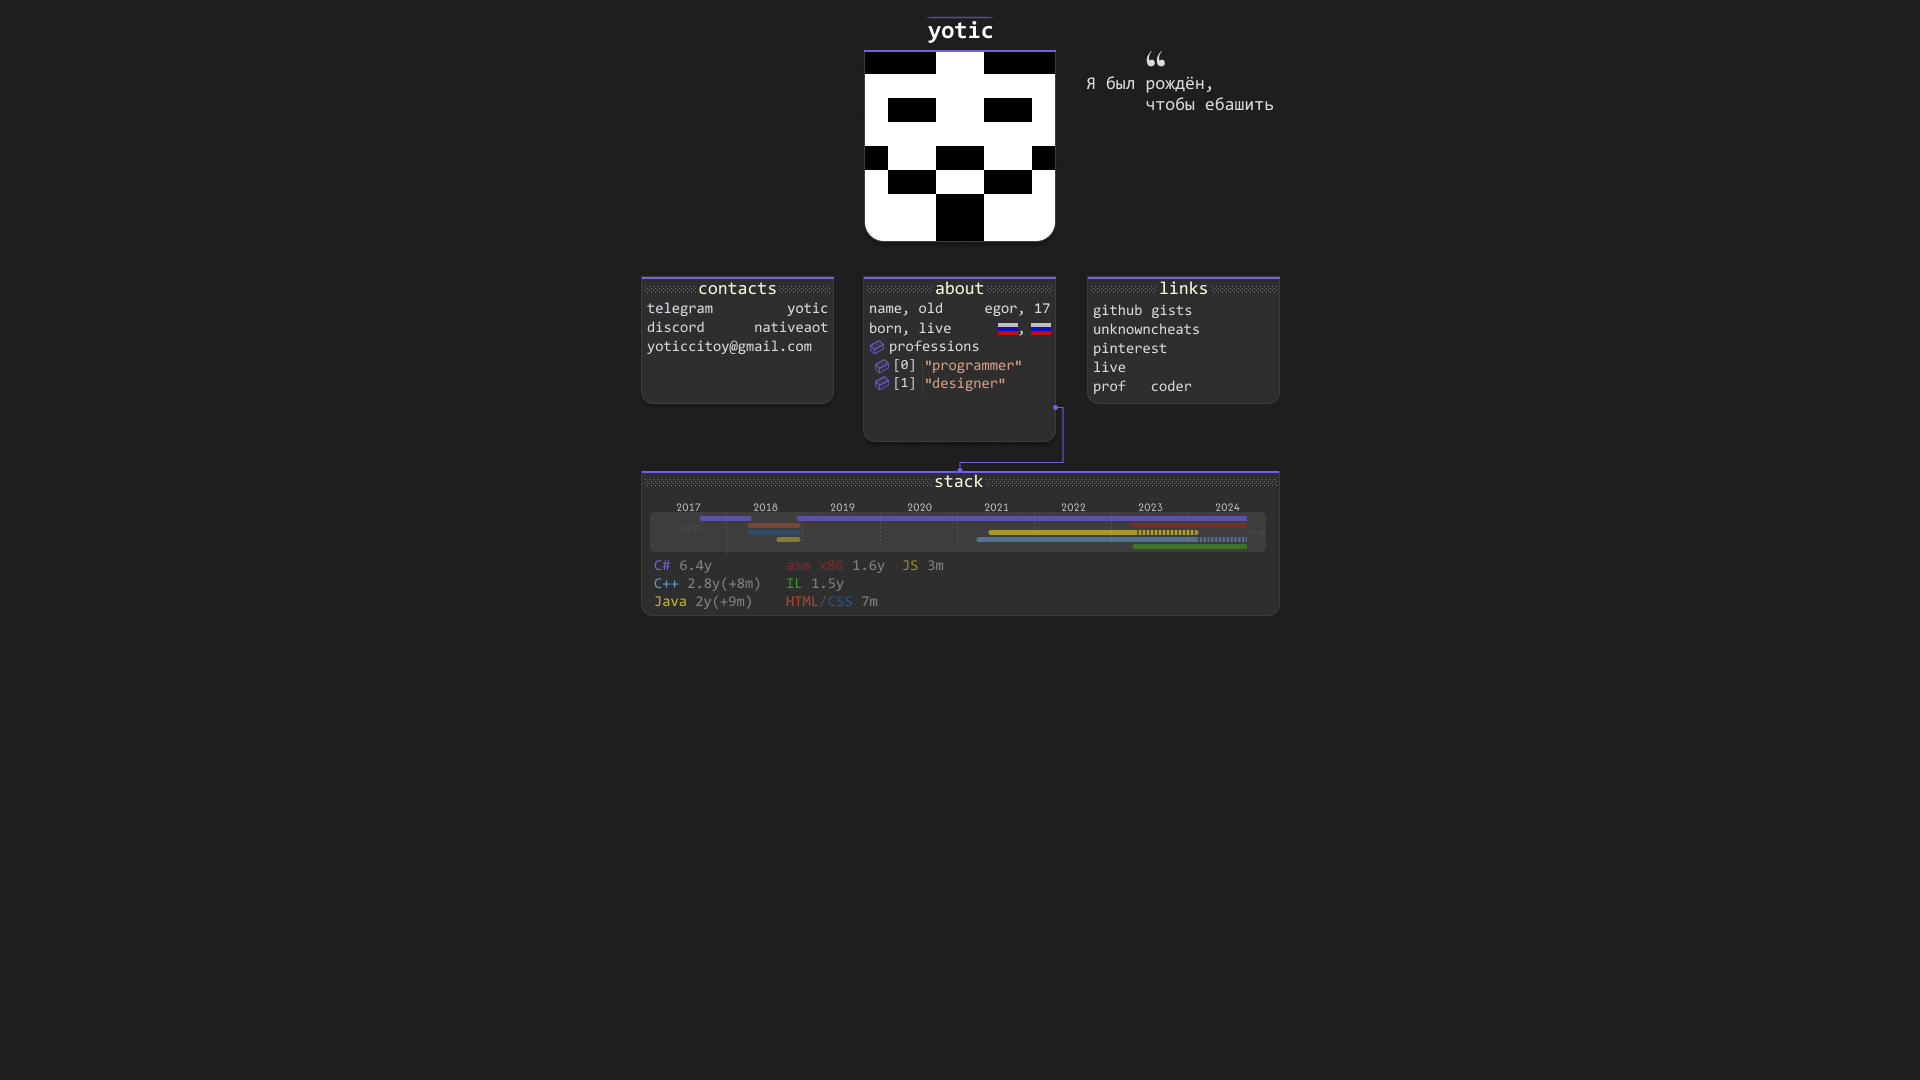 yotic
“
Я был рождён,
чтобы ебашить
contacts
telegram yotic
discord nativeaot
yoticcitoy@gmail.com
about
name, old egor, 17
born, live ,
professions
[0] "programmer"
[1] "designer"
links
github gists
unknowncheats
pinterest
live
prof coder
stack
2017 2018 2019 2020 2021 2022 2023 2024
sep
C# 6.4y asm x86 1.6y JS 3m
C++ 2.8y(+8m) IL 1.5y
Java 2y(+9m) HTML/CSS 7m